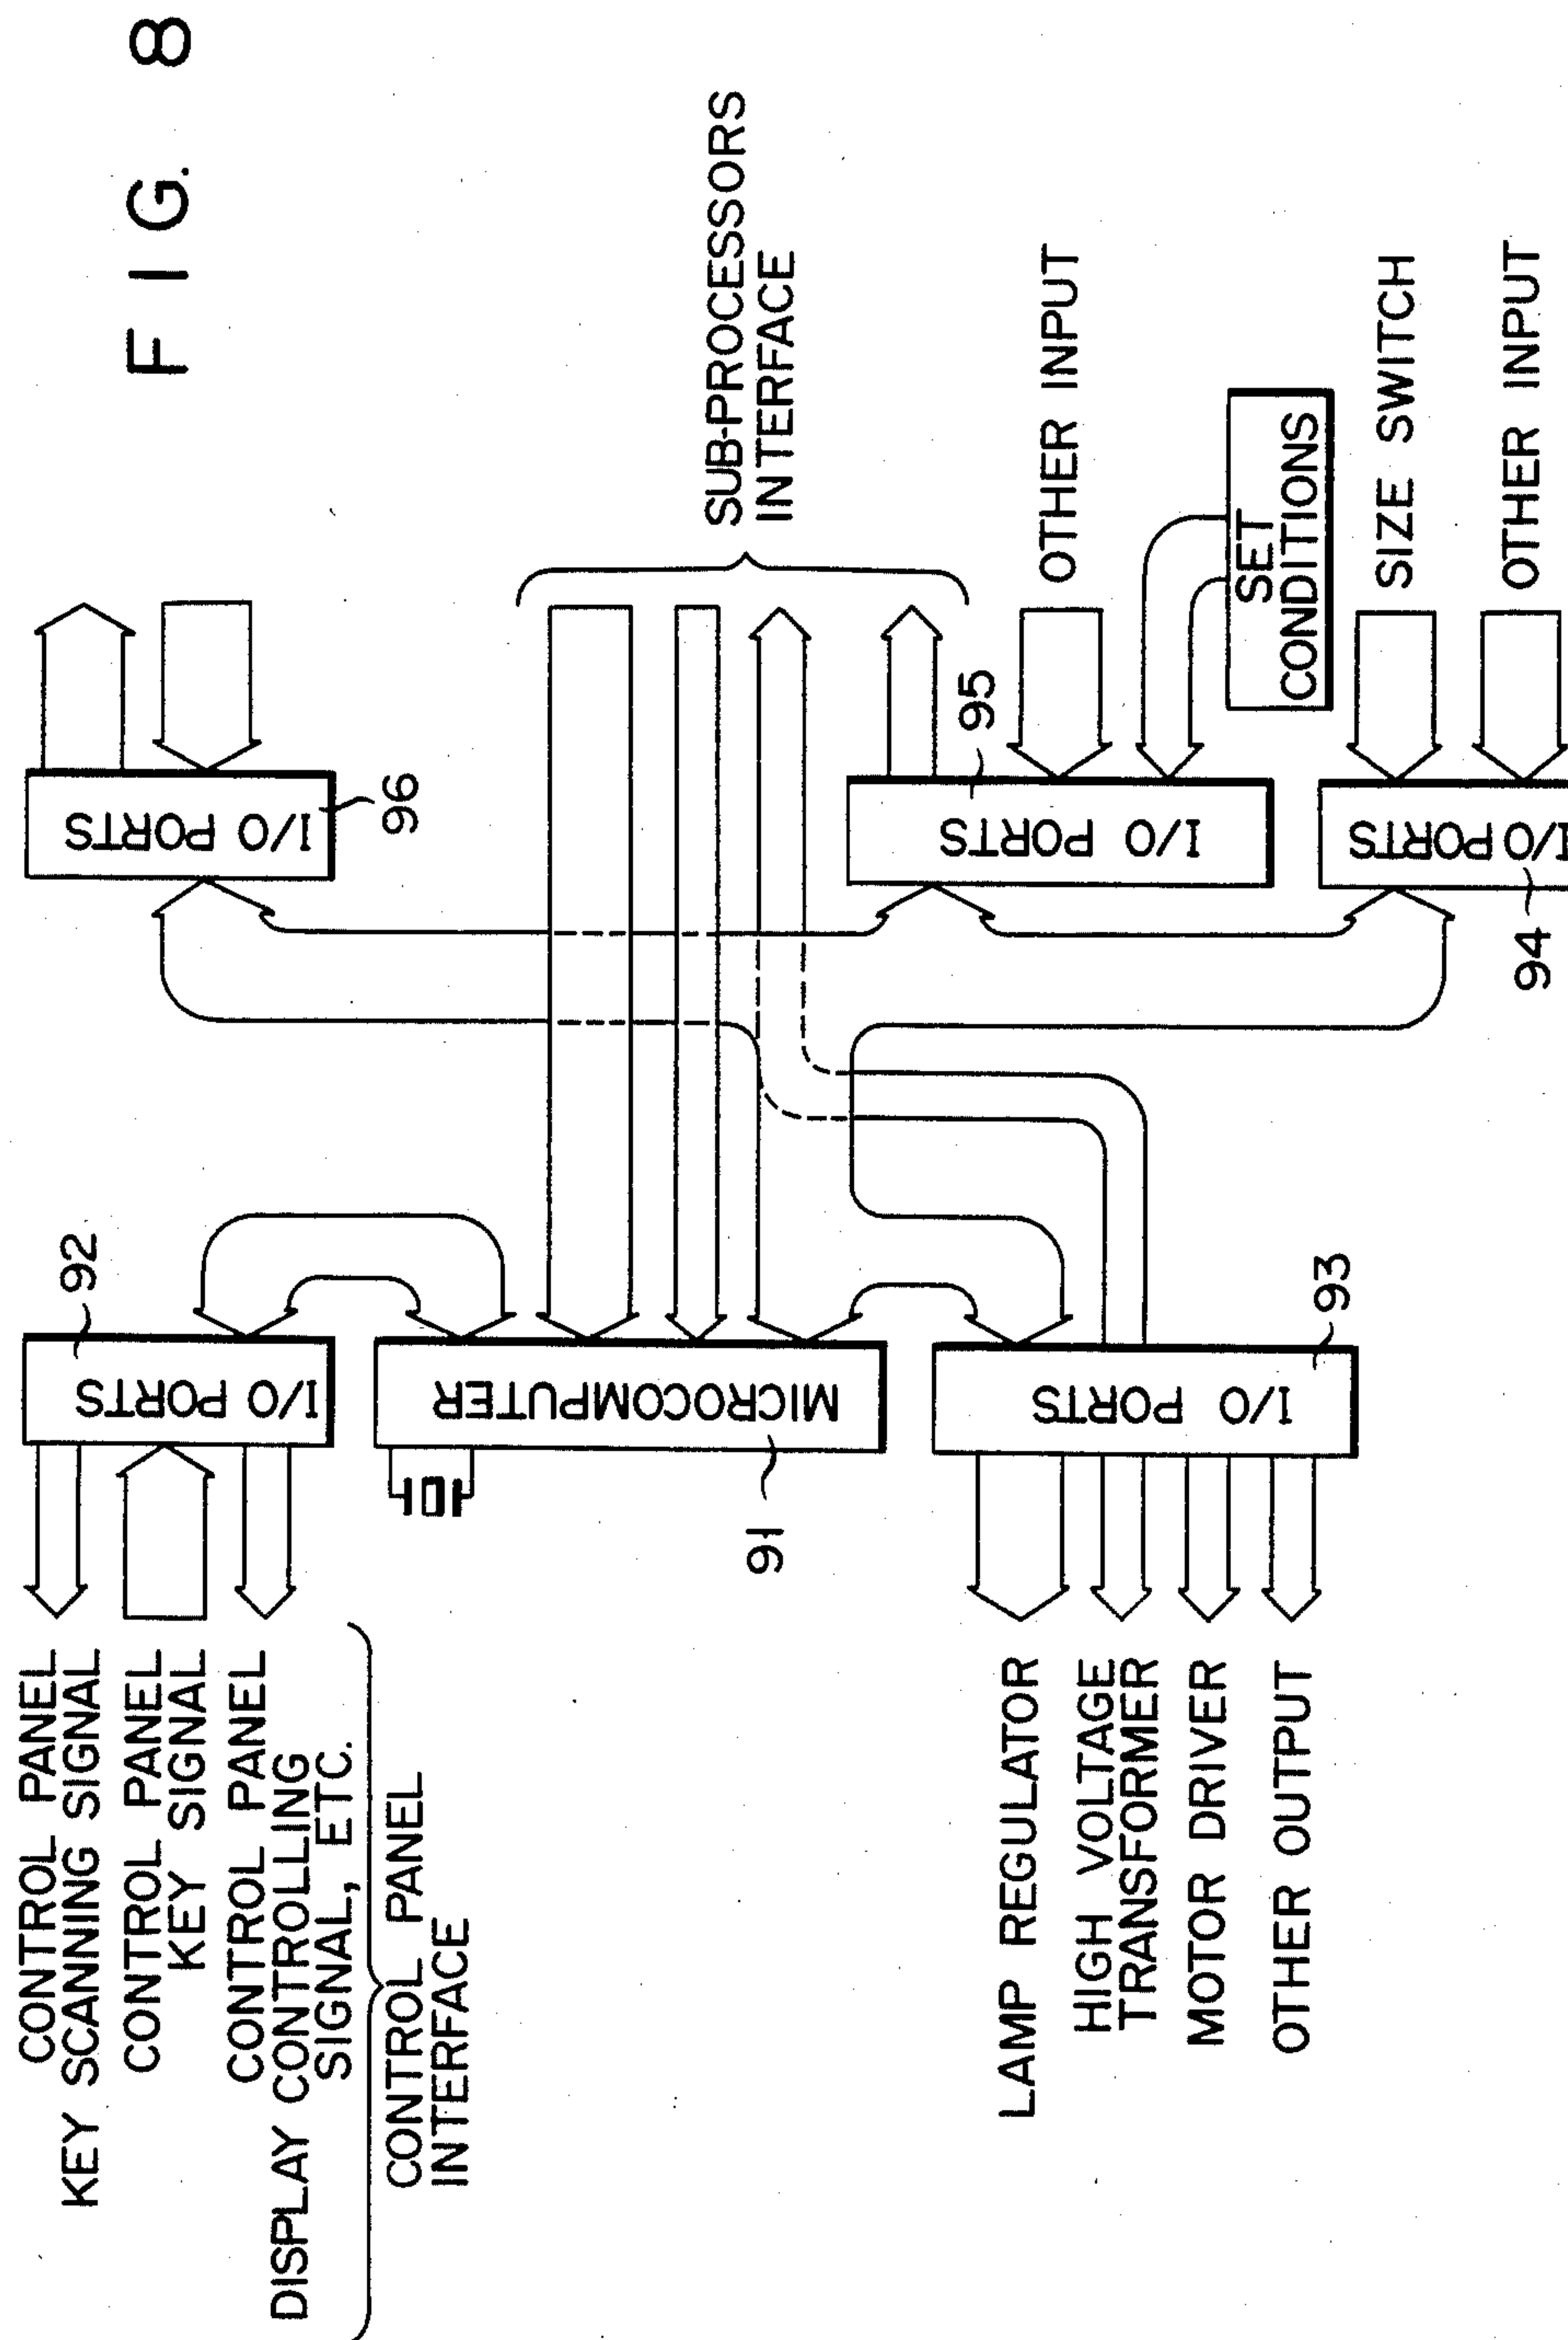 FIG. 8
CONTROL PANEL
KEY SCANNING SIGNAL
CONTROL PANEL
KEY SIGNAL
CONTROL PANEL
DISPLAY CONTROLLING
SIGNAL, ETC.
CONTROL PANEL
INTERFACE
92
I/O PORTS
MICROCOMPUTER
91
I/O PORTS
93
LAMP REGULATOR
HIGH VOLTAGE
TRANSFORMER
MOTOR DRIVER
OTHER OUTPUT
I/O PORTS
96
SUB-PROCESSORS
INTERFACE
95
I/O PORTS
OTHER INPUT
SET
CONDITIONS
I/O PORTS
94
SIZE SWITCH
OTHER INPUT